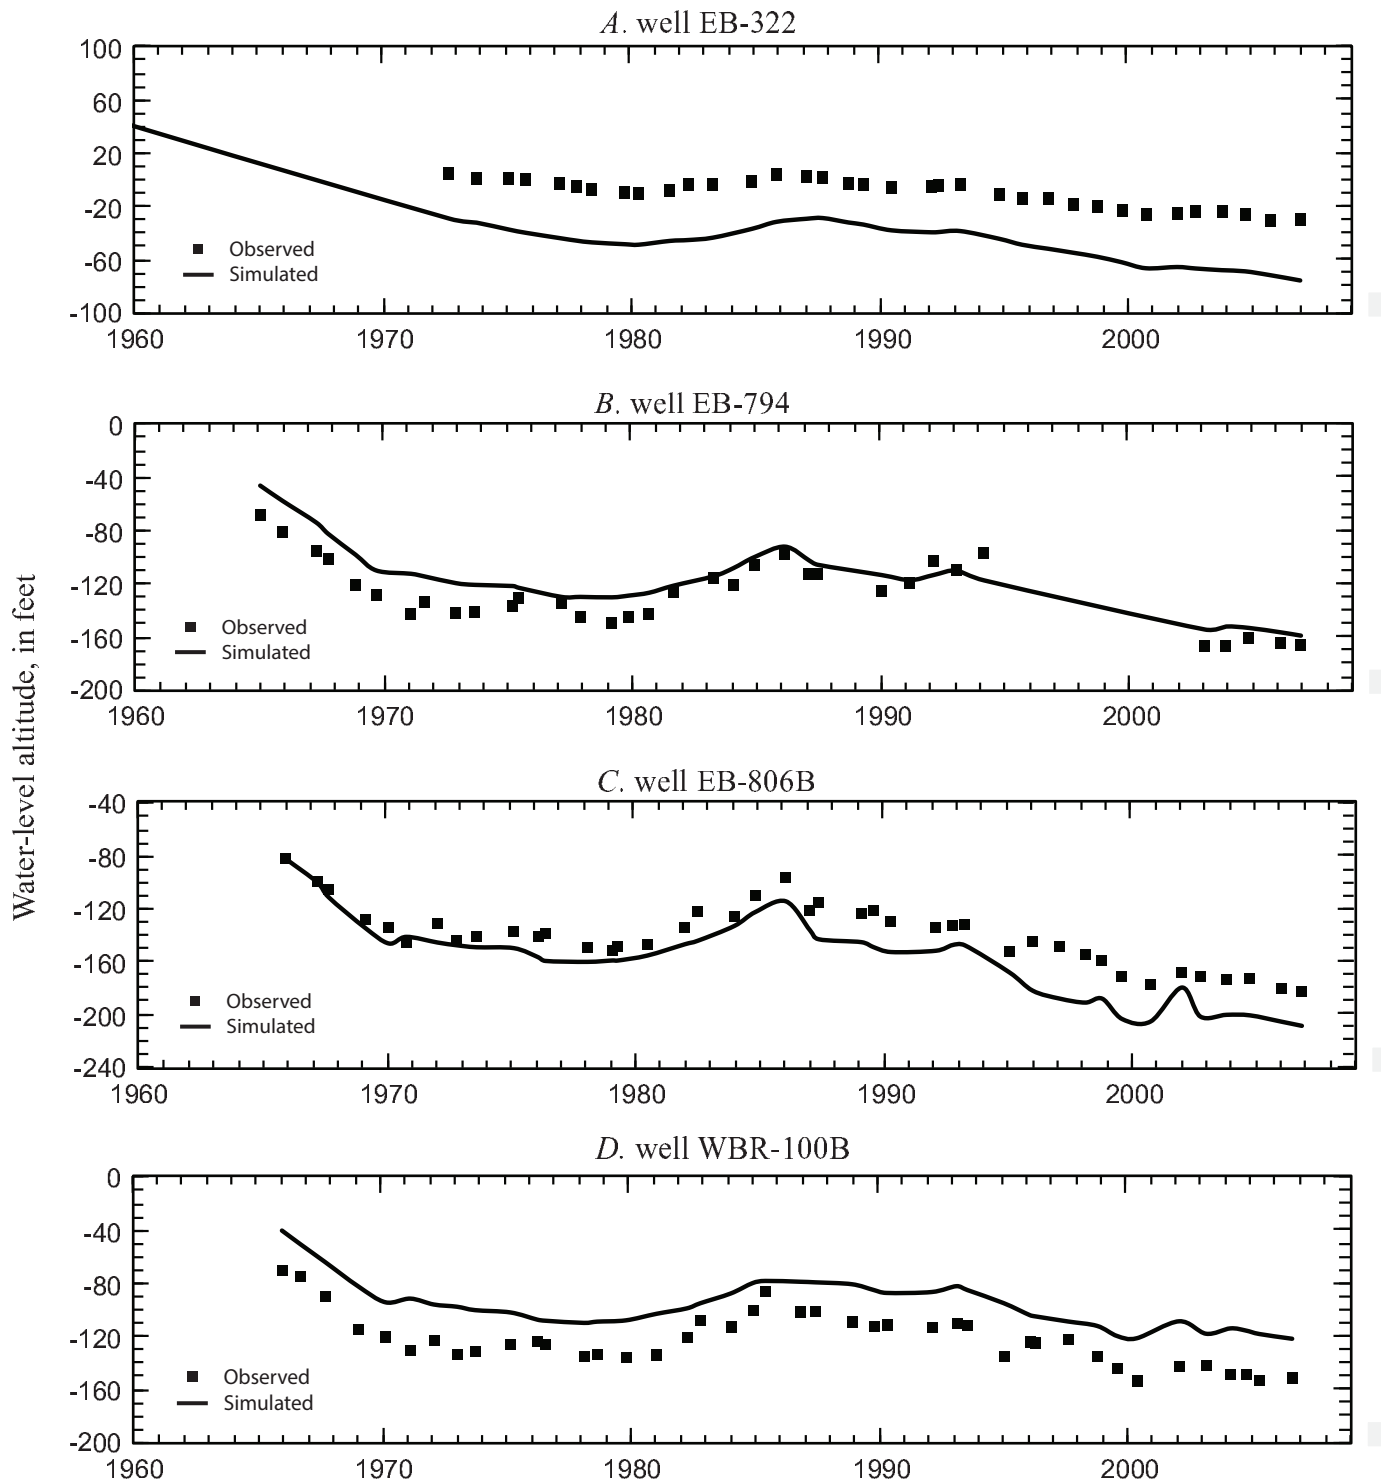 A. well EB-322
100
60
20
-20
-60
-100
Observed
Simulated
1960 1970 1980 1990 2000
B. well EB-794
0
-40
-80
-120
-160
-200
Observed
Simulated
1960 1970 1980 1990 2000
Water-level altitude, in feet
C. well EB-806B
-40
-80
-120
-160
-200
-240
Observed
Simulated
1960 1970 1980 1990 2000
D. well WBR-100B
0
-40
-80
-120
-160
-200
Observed
Simulated
1960 1970 1980 1990 2000